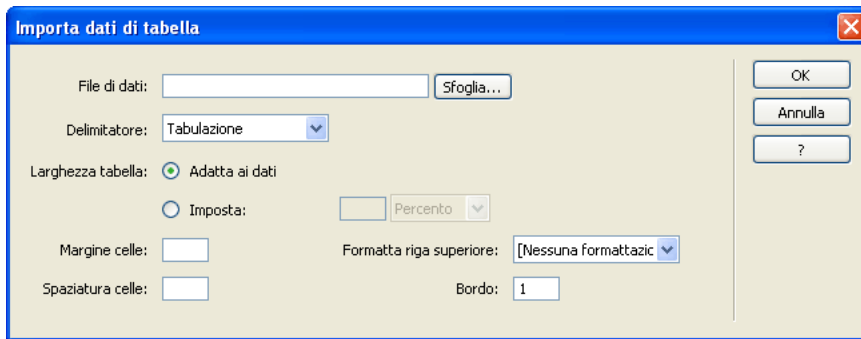 Importa dati di tabella
File di dati: Sfoglia... OK
Delimitatore: Tabulazione Annulla
?
Larghezza tabella: Adatta ai dati
Imposta: Percento
Margine celle: Formatta riga superiore: [Nessuna formattazic
Spaziatura celle: Bordo: 1